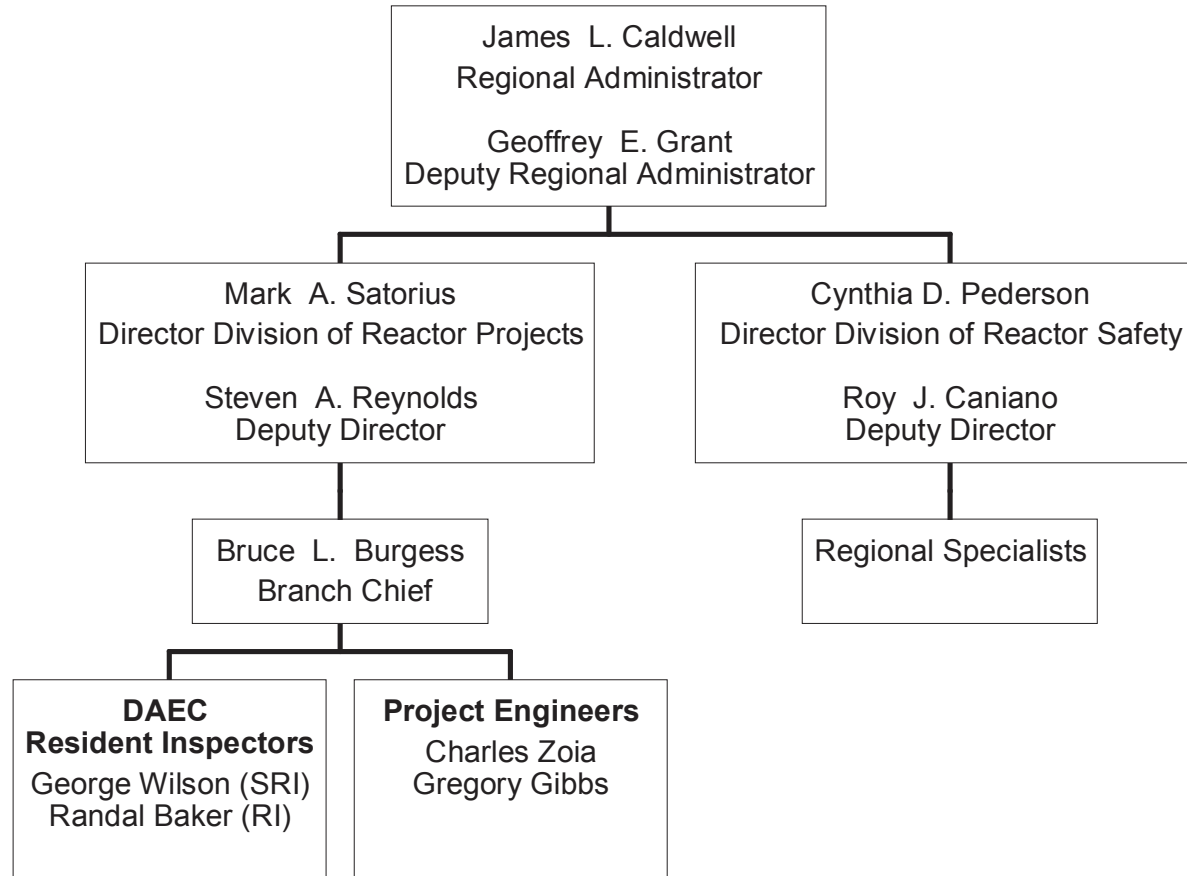 James L. Caldwell
Regional Administrator
Geoffrey E. Grant
Deputy Regional Administrator
Mark A. Satorius
Director Division of Reactor Projects
Steven A. Reynolds
Deputy Director
Cynthia D. Pederson
Director Division of Reactor Safety
Roy J. Caniano
Deputy Director
Bruce L. Burgess
Branch Chief
Regional Specialists
DAEC
Resident Inspectors
George Wilson (SRI)
Randal Baker (RI)
Project Engineers
Charles Zoia
Gregory Gibbs